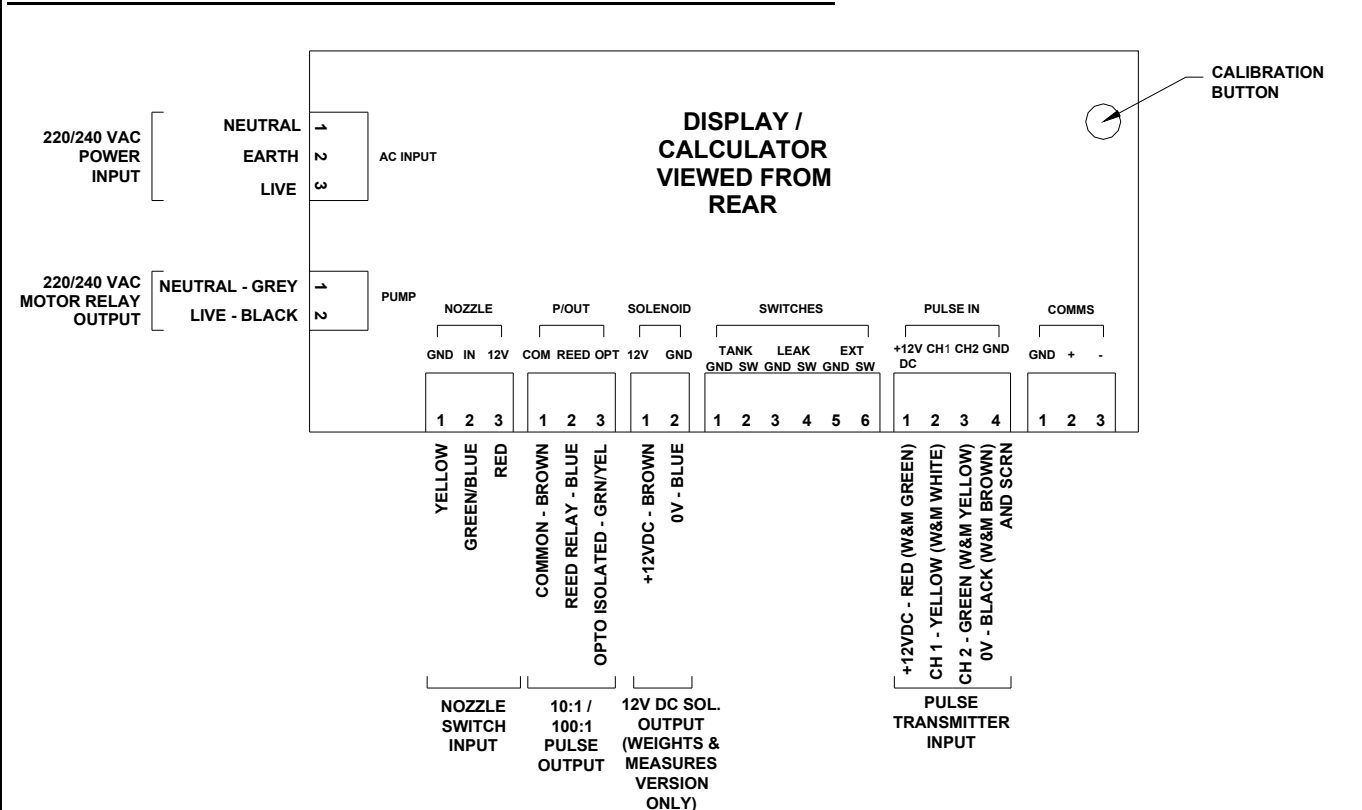 CALIBRATION
BUTTON
DISPLAY /
CALCULATOR
VIEWED FROM
REAR
220/240 VAC
POWER
INPUT
NEUTRAL 1
EARTH 2
LIVE 3
AC INPUT
220/240 VAC
MOTOR RELAY
OUTPUT
NEUTRAL - GREY 1
LIVE - BLACK 2
PUMP
NOZZLE
GND IN 12V
1 2 3
YELLOW
GREEN/BLUE
RED
NOZZLE
SWITCH
INPUT
P/OUT
COM REED OPT
1 2 3
COMMON - BROWN
REED RELAY - BLUE
OPTO ISOLATED - GRN/YEL
10:1 /
100:1
PULSE
OUTPUT
SOLENOID
12V GND
1 2
+12VDC - BROWN
0V - BLUE
12V DC SOL.
OUTPUT
(WEIGHTS &
MEASURES
VERSION
ONLY)
SWITCHES
TANK LEAK EXT
GND SW GND SW GND SW
1 2 3 4 5 6
PULSE IN
+12V CH1 CH2 GND
DC
1 2 3 4
+12VDC - RED (W&M GREEN)
CH 1 - YELLOW (W&M WHITE)
CH 2 - GREEN (W&M YELLOW)
0V - BLACK (W&M BROWN)
AND SCRN
PULSE
TRANSMITTER
INPUT
COMMS
GND + -
1 2 3